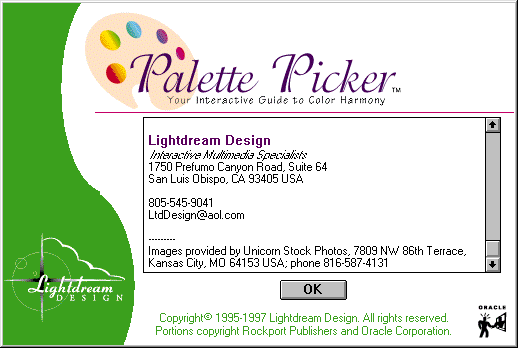 Palette Picker™
Your Interactive Guide to Color Harmony
Lightdream Design
Interactive Multimedia Specialists
1750 Prefumo Canyon Road, Suite 64
San Luis Obispo, CA 93405 USA
805-545-9041
LtdDesign@aol.com
---------
Images provided by Unicorn Stock Photos, 7809 NW 86th Terrace,
Kansas City, MO 64153 USA; phone 816-587-4131
OK
Lightdream
DESIGN
ORACLE
Copyright© 1995-1997 Lightdream Design. All rights reserved.
Portions copyright Rockport Publishers and Oracle Corporation.